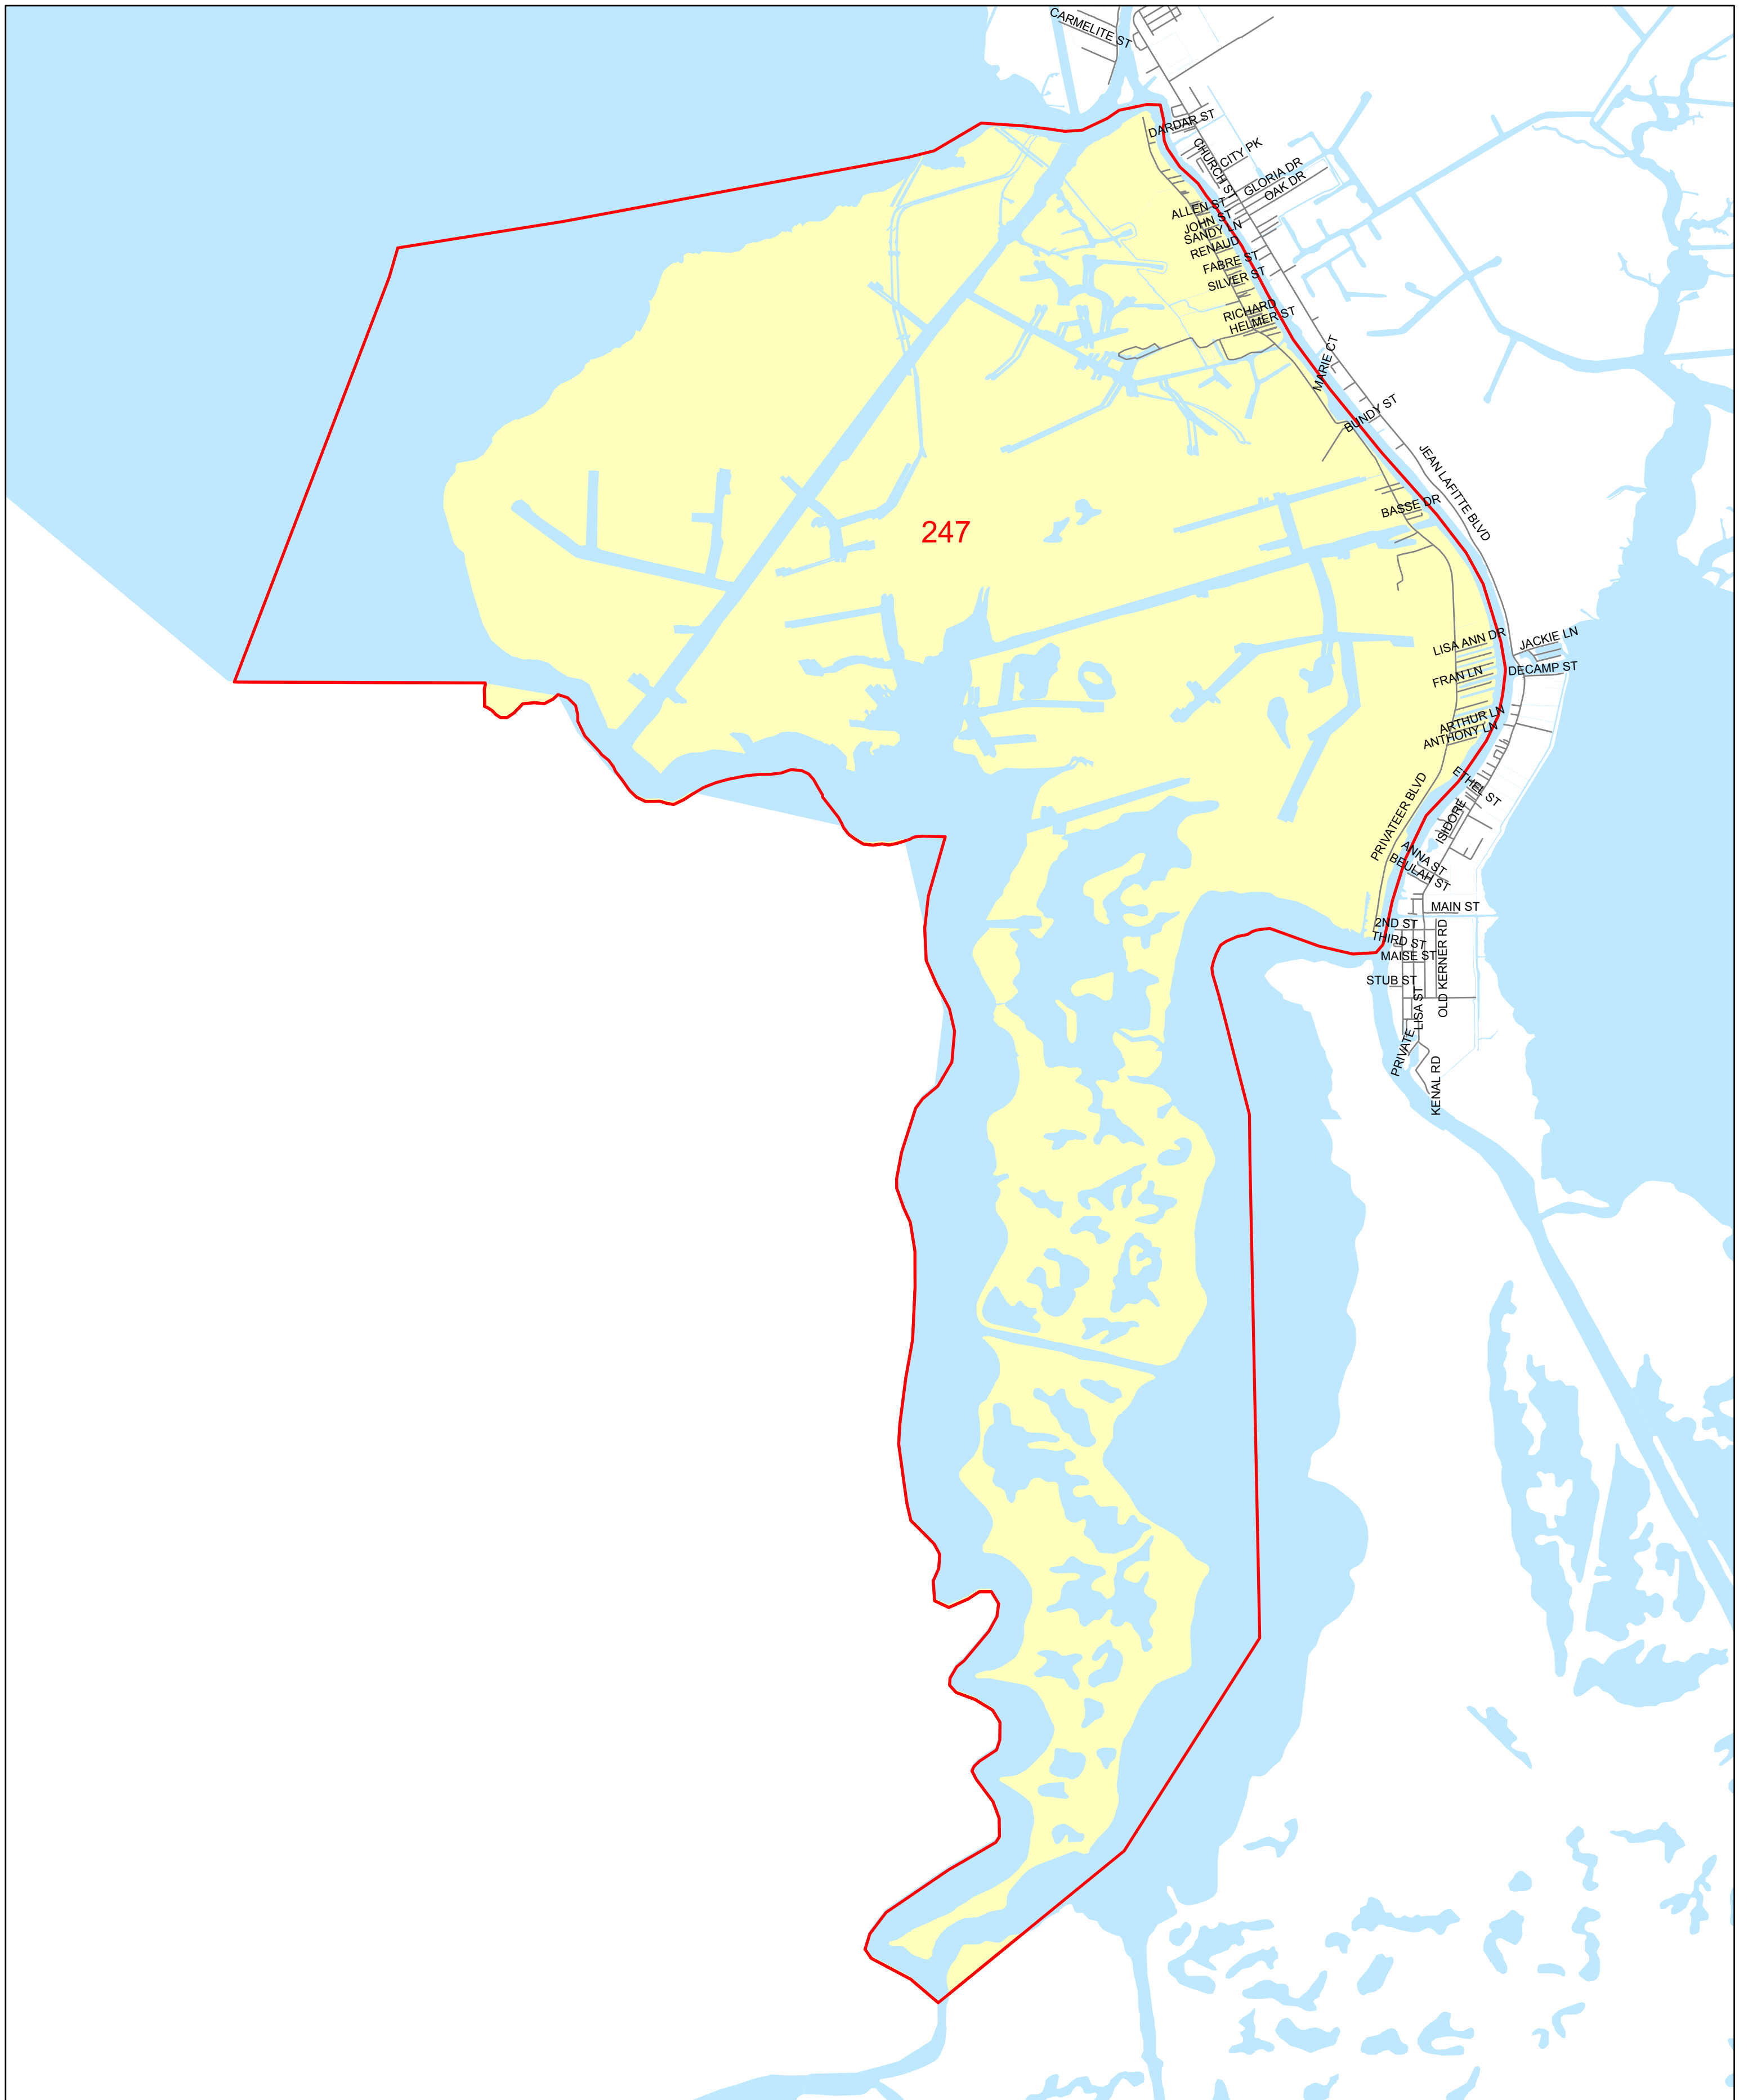 CARMELITE ST
DARDAR ST
CITY PK
CHURCH ST
GLORIA DR
OAK DR
ALLEN ST
JOHN ST
SANDY LN
RENAUD
FABRE ST
SILVER ST
RICHARD
HELMER ST
MARIE CT
BUNDY ST
JEAN LAFITTE BLVD
BASSE DR
247
LISA ANN DR
JACKIE LN
FRAN LN
DECAMP ST
ARTHUR LN
ANTHONY LN
ETHEL ST
PRIVATEER BLVD
ISIDORE
ANNA ST
BEULAH ST
MAIN ST
2ND ST
THIRD ST
MAISE ST
OLD KERNER RD
STUB ST
LISA ST
PRIVATE
KENAL RD